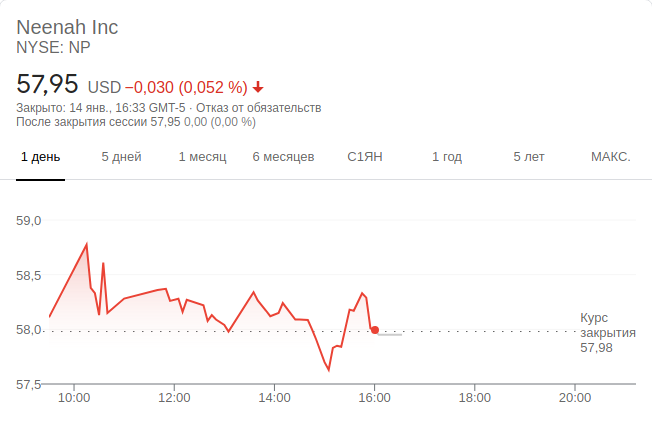 Neenah Inc
NYSE: NP
57,95 USD −0,030 (0,052 %)
Закрыто: 14 янв., 16:33 GMT-5 · Отказ от обязательств
После закрытия сессии 57,95 0,00 (0,00 %)
1 день 5 дней 1 месяц 6 месяцев С1ЯН 1 год 5 лет МАКС.
59,0
58,5
58,0
57,5
Курс
закрытия
57,98
10:00 12:00 14:00 16:00 18:00 20:00